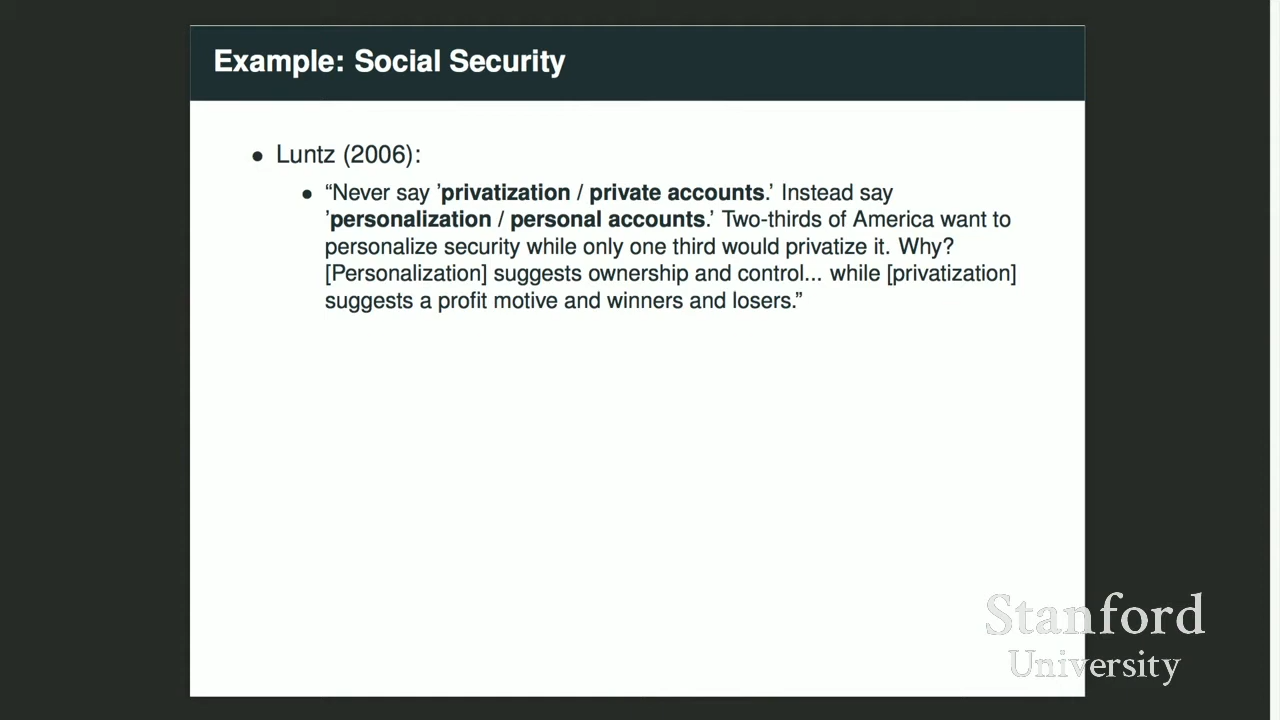 Example: Social Security
• Luntz (2006):
• “Never say ’privatization / private accounts.’ Instead say
’personalization / personal accounts.’ Two-thirds of America want to
personalize security while only one third would privatize it. Why?
[Personalization] suggests ownership and control... while [privatization]
suggests a profit motive and winners and losers.”
Stanford
University